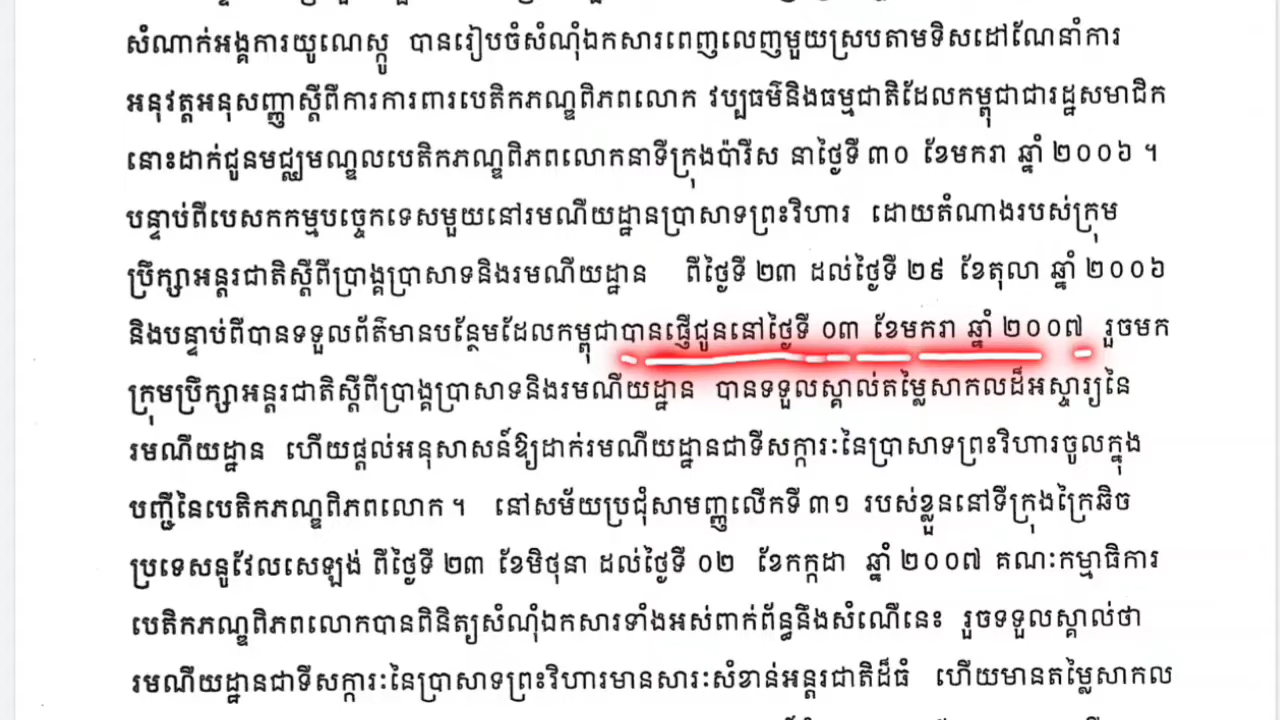 សំណាក់អង្គការយូណេស្កូ បានរៀបចំសំណុំឯកសារពេញលេញមួយស្របតាមទិសដៅណែនាំការ
អនុវត្តអនុសញ្ញាស្តីពីការការពារបេតិកភណ្ឌពិភពលោក វប្បធម៌និងធម្មជាតិដែលកម្ពុជាជារដ្ឋសមាជិក
នោះដាក់ជូនមជ្ឈមណ្ឌលបេតិកភណ្ឌពិភពលោកនាទីក្រុងប៉ារីស នាថ្ងៃទី ៣០ ខែមករា ឆ្នាំ ២០០៦ ។
បន្ទាប់ពីបេសកកម្មបច្ចេកទេសមួយនៅរមណីយដ្ឋានប្រាសាទព្រះវិហារ ដោយតំណាងរបស់ក្រុម
ប្រឹក្សាអន្តរជាតិស្តីពីប្រាង្គប្រាសាទនិងរមណីយដ្ឋាន ពីថ្ងៃទី ២៣ ដល់ថ្ងៃទី ២៩ ខែតុលា ឆ្នាំ ២០០៦
និងបន្ទាប់ពីបានទទួលព័ត៌មានបន្ថែមដែលកម្ពុជាបានផ្ញើជូននៅថ្ងៃទី ០៣ ខែមករា ឆ្នាំ ២០០៧ រួចមក
ក្រុមប្រឹក្សាអន្តរជាតិស្តីពីប្រាង្គប្រាសាទនិងរមណីយដ្ឋាន បានទទួលស្គាល់តម្លៃសាកលដ៏អស្ចារ្យនៃ
រមណីយដ្ឋាន ហើយផ្តល់អនុសាសន៍ឱ្យដាក់រមណីយដ្ឋានជាទីសក្ការៈនៃប្រាសាទព្រះវិហារចូលក្នុង
បញ្ជីនៃបេតិកភណ្ឌពិភពលោក ។ នៅសម័យប្រជុំសាមញ្ញលើកទី ៣១ របស់ខ្លួននៅទីក្រុងក្រៃឆិច
ប្រទេសនូវែលសេឡង់ ពីថ្ងៃទី ២៣ ខែមិថុនា ដល់ថ្ងៃទី ០២ ខែកក្កដា ឆ្នាំ ២០០៧ គណៈកម្មាធិការ
បេតិកភណ្ឌពិភពលោកបានពិនិត្យសំណុំឯកសារទាំងអស់ពាក់ព័ន្ធនឹងសំណើនេះ រួចទទួលស្គាល់ថា
រមណីយដ្ឋានជាទីសក្ការៈនៃប្រាសាទព្រះវិហារមានសារៈសំខាន់អន្តរជាតិដ៏ធំ ហើយមានតម្លៃសាកល